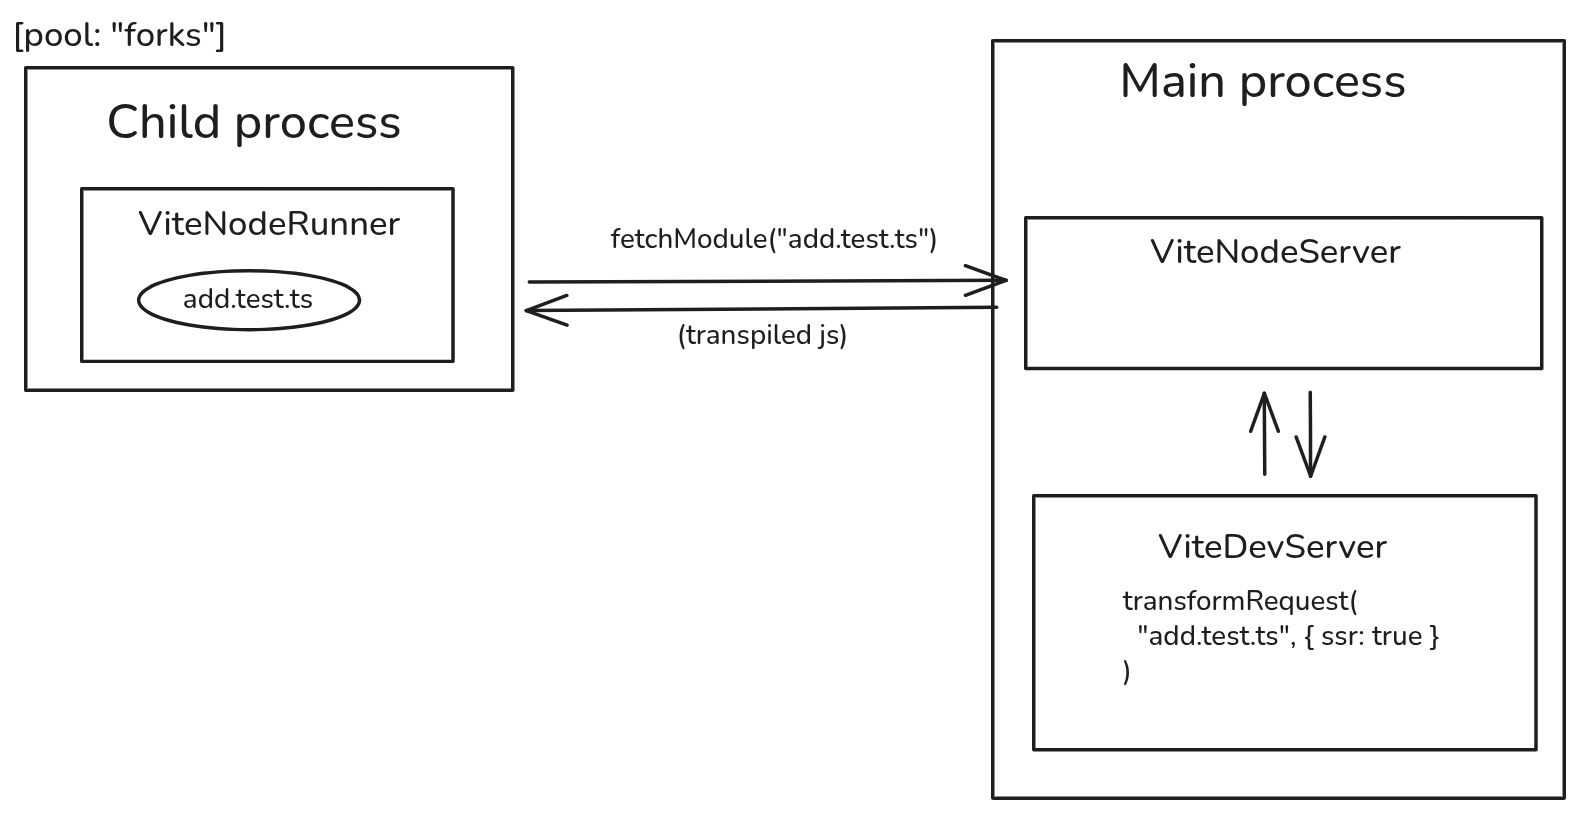 [pool: "forks"]
Child process
ViteNodeRunner
add.test.ts
fetchModule("add.test.ts")
(transpiled js)
Main process
ViteNodeServer
ViteDevServer
transformRequest(
  "add.test.ts", { ssr: true }
)